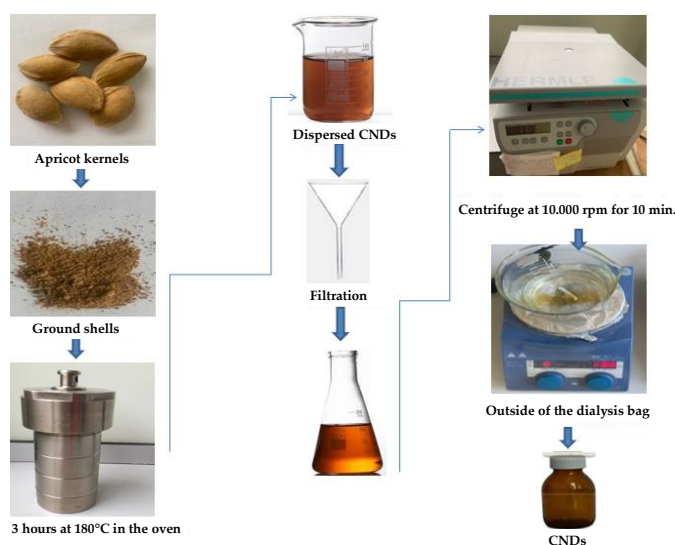 Apricot kernels
Ground shells
3 hours at 180°C in the oven
Dispersed CNDs
Filtration
HERMLE
Centrifuge at 10.000 rpm for 10 min.
Outside of the dialysis bag
CNDs